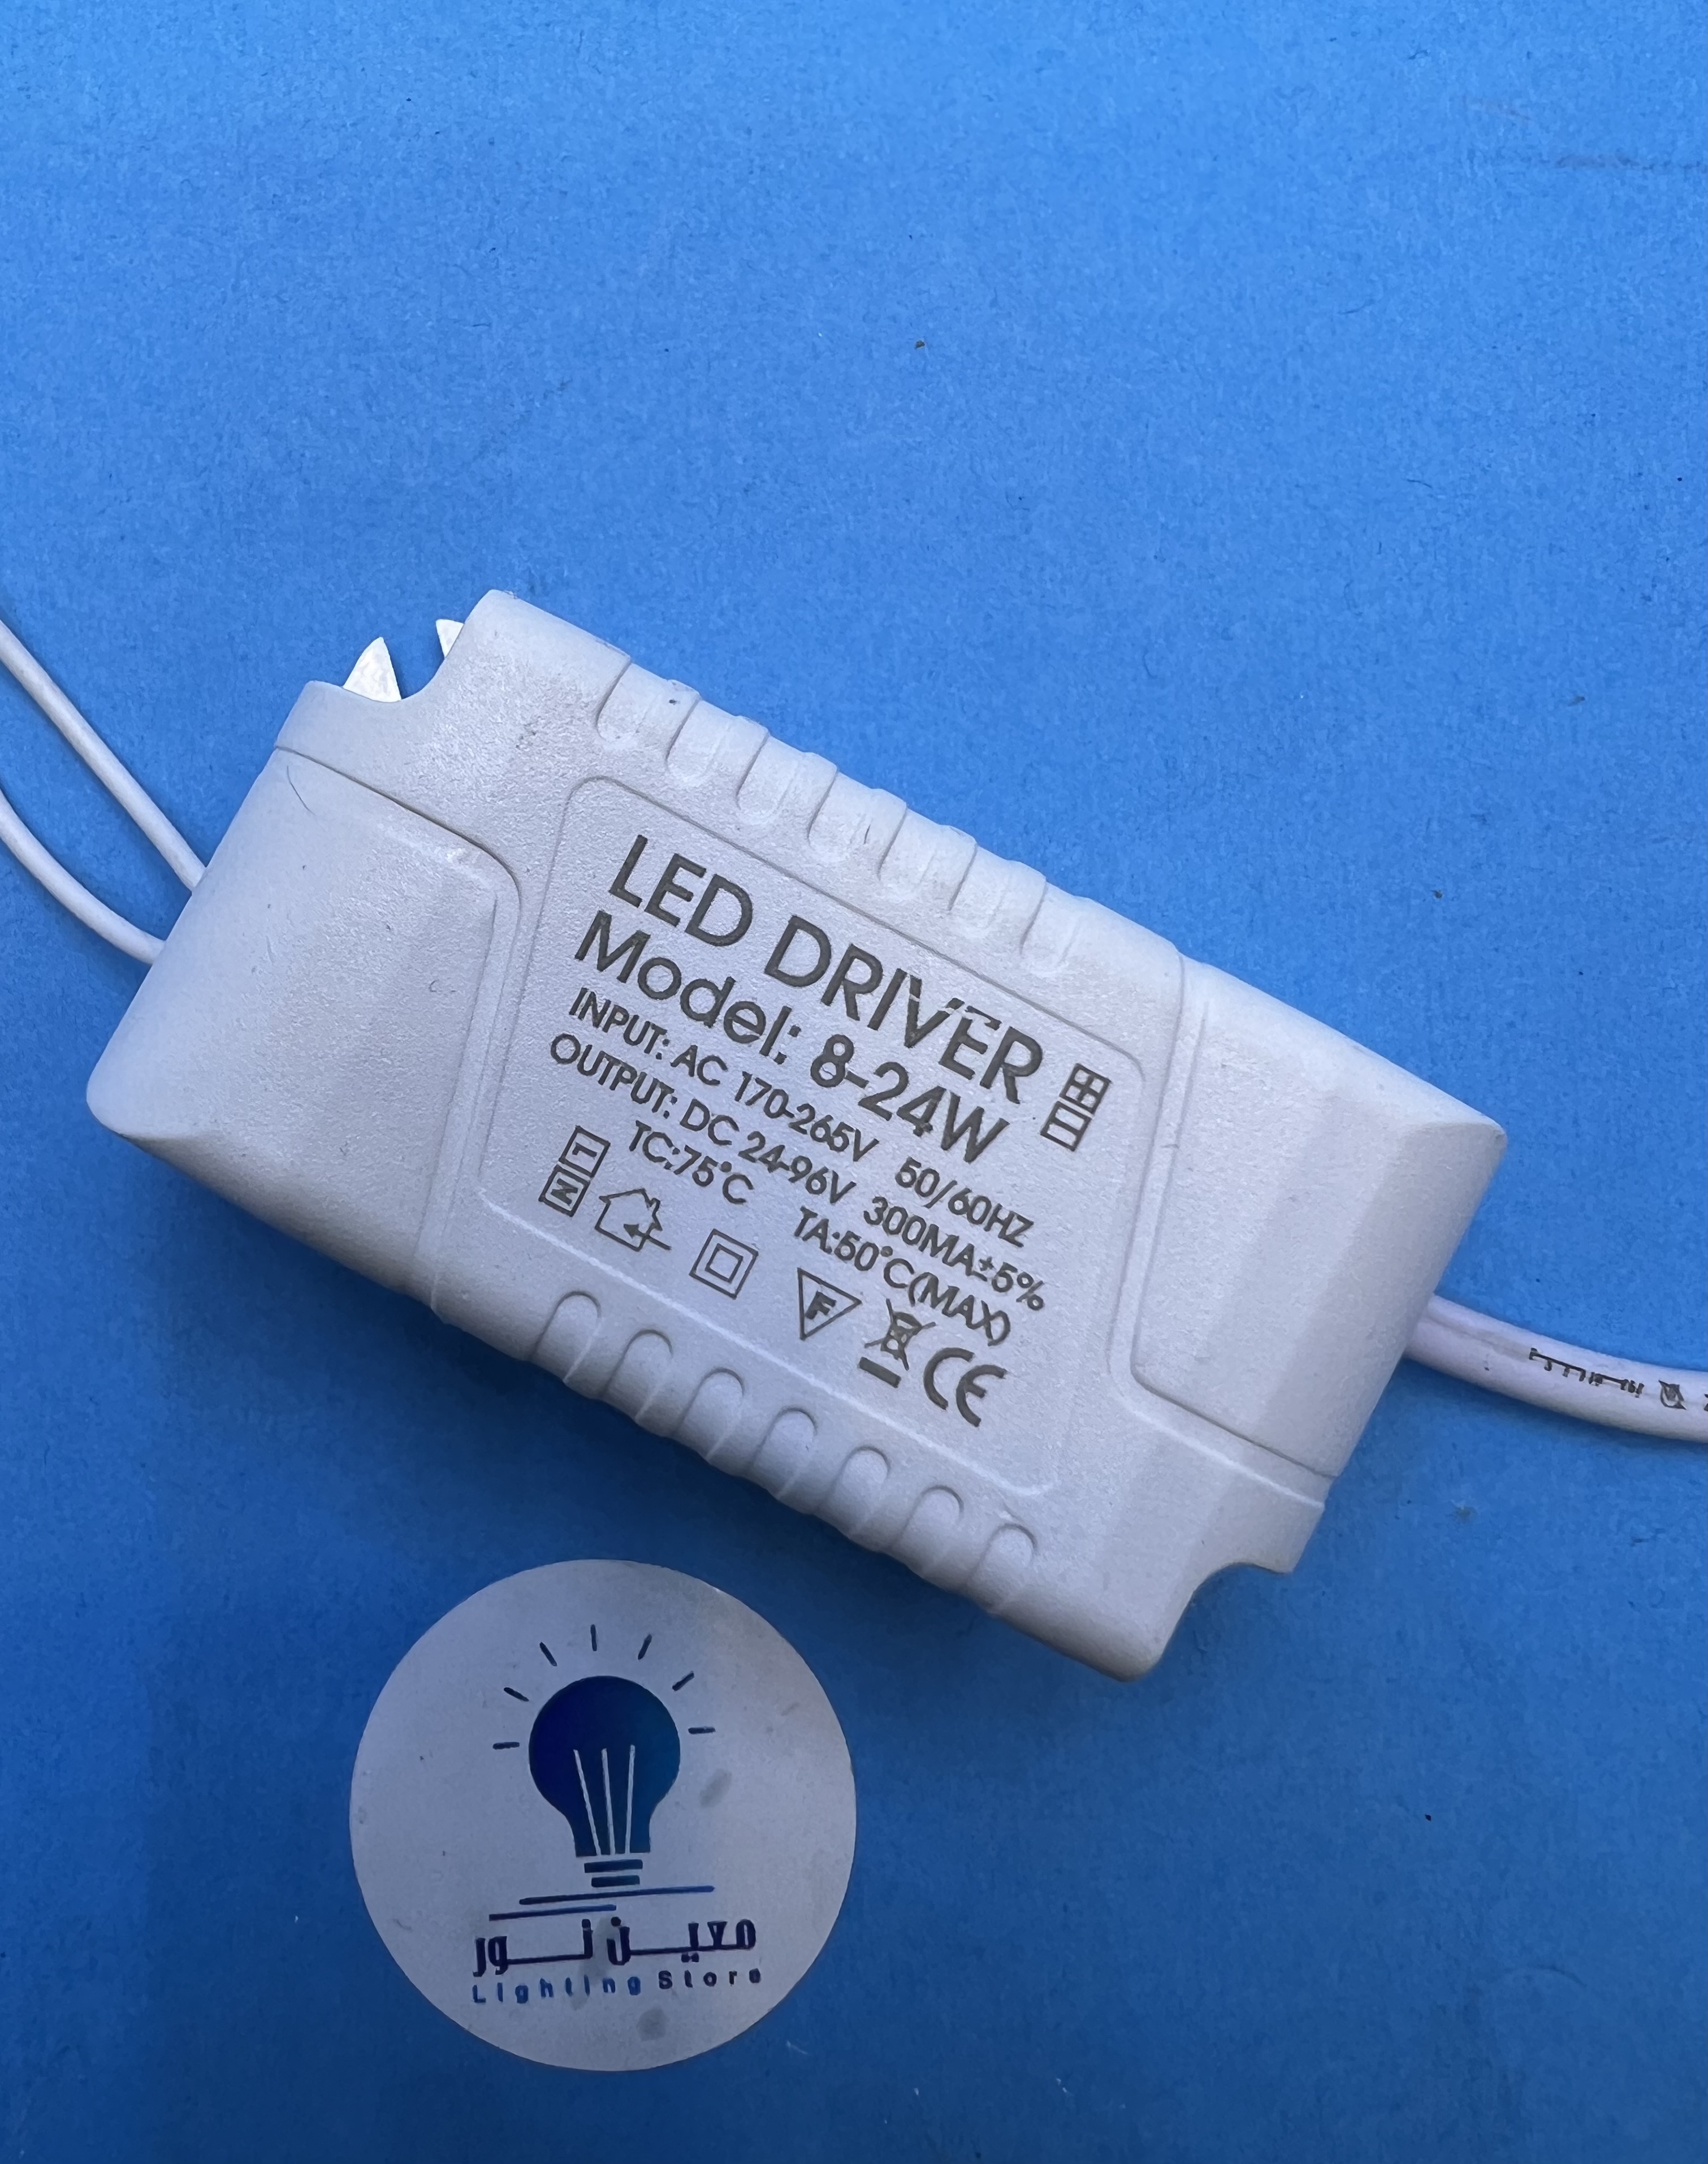 LED DRIVER
Model: 8-24W
INPUT: AC 170-265V 50/60HZ
OUTPUT: DC 24-96V 300MA±5%
TC:75°C TA:50°C(MAX)
F CE
معین نور
Lighting Store